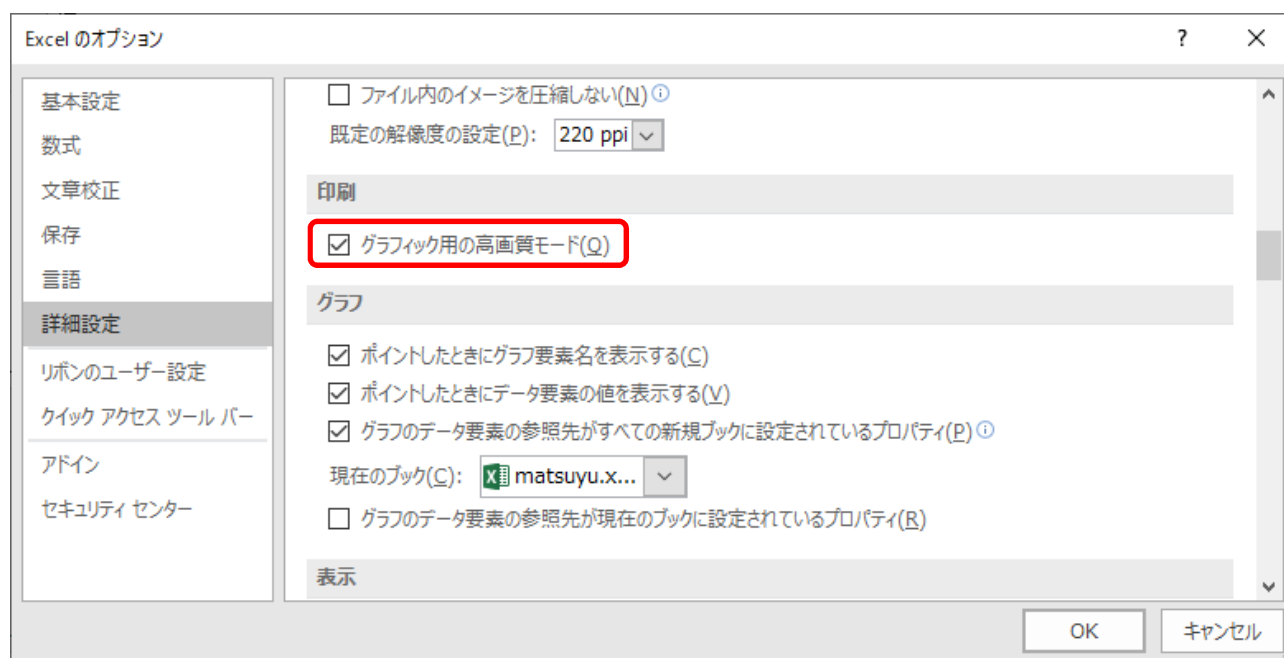 Excel のオプション
? ×
基本設定
数式
文章校正
保存
言語
詳細設定
リボンのユーザー設定
クイック アクセス ツール バー
アドイン
セキュリティ センター
ファイル内のイメージを圧縮しない(N)
既定の解像度の設定(P): 220 ppi
印刷
グラフィック用の高画質モード(Q)
グラフ
ポイントしたときにグラフ要素名を表示する(C)
ポイントしたときにデータ要素の値を表示する(V)
グラフのデータ要素の参照先がすべての新規ブックに設定されているプロパティ(P)
現在のブック(C): matsuyu.x...
グラフのデータ要素の参照先が現在のブックに設定されているプロパティ(R)
表示
OK キャンセル